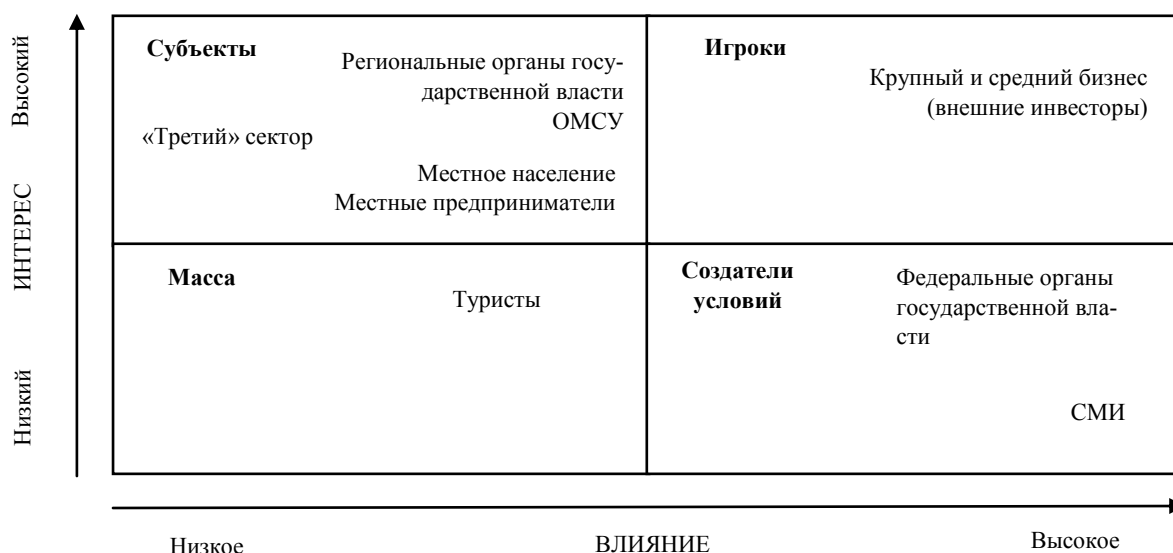 Высокий
ИНТЕРЕС
Низкий
Субъекты
Региональные органы госу-
дарственной власти
ОМСУ
«Третий» сектор
Местное население
Местные предприниматели
Игроки
Крупный и средний бизнес
(внешние инвесторы)
Масса
Туристы
Создатели
условий
Федеральные органы
государственной вла-
сти
СМИ
Низкое
ВЛИЯНИЕ
Высокое